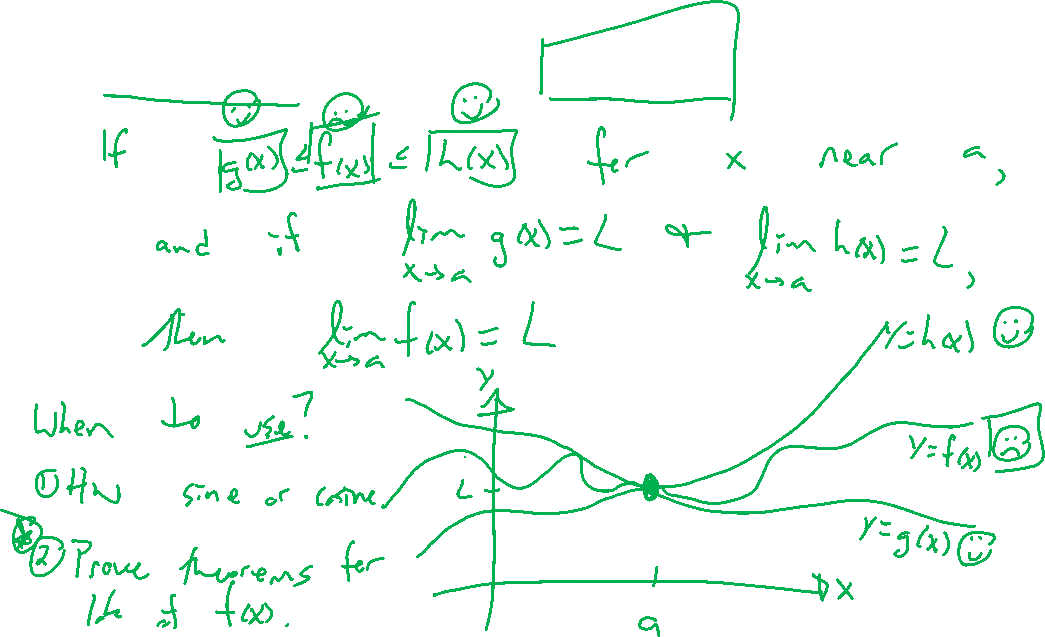 If g(x) ≤ f(x) ≤ h(x) for x near a,
and if lim x→a g(x) = L & lim x→a h(x) = L,
then lim x→a f(x) = L
y
y=h(x)
When to use?
y=f(x)
① HW sine or cosine
L
y=g(x)
② Prove theorems for
x
f(x).
a